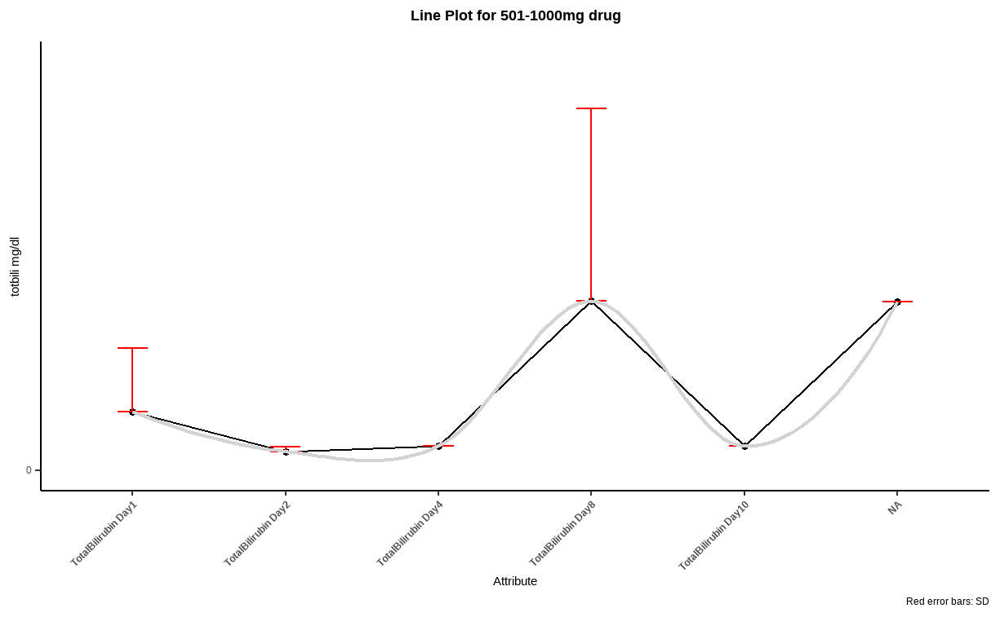 Line Plot for 501-1000mg drug
totbili mg/dl
0
TotalBilirubin Day1
TotalBilirubin Day2
TotalBilirubin Day4
TotalBilirubin Day8
TotalBilirubin Day10
NA
Attribute
Red error bars: SD